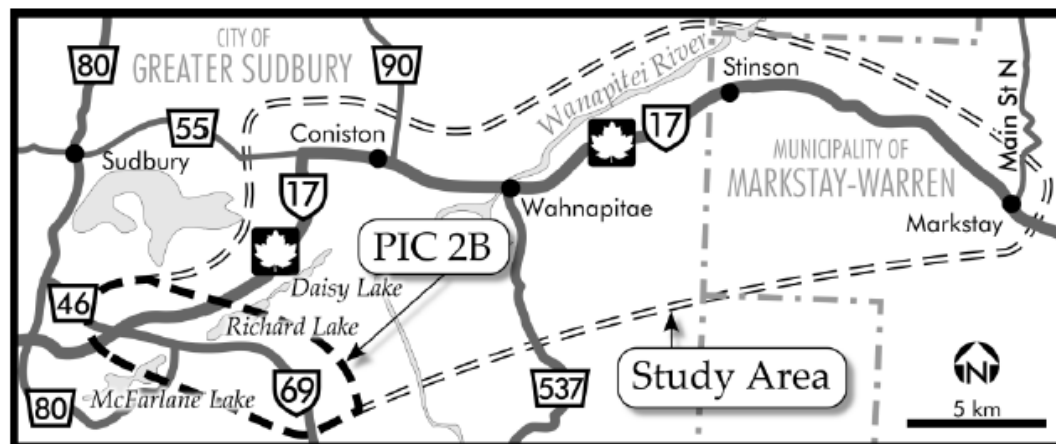 CITY OF
GREATER SUDBURY
80
90
55
Sudbury
Coniston
17
Wanapitei River
Stinson
17
Main St N
MUNICIPALITY OF
MARKSTAY-WARREN
Wahnapitae
Markstay
PIC 2B
Daisy Lake
Richard Lake
46
McFarlane Lake
69
80
537
Study Area
N
5 km